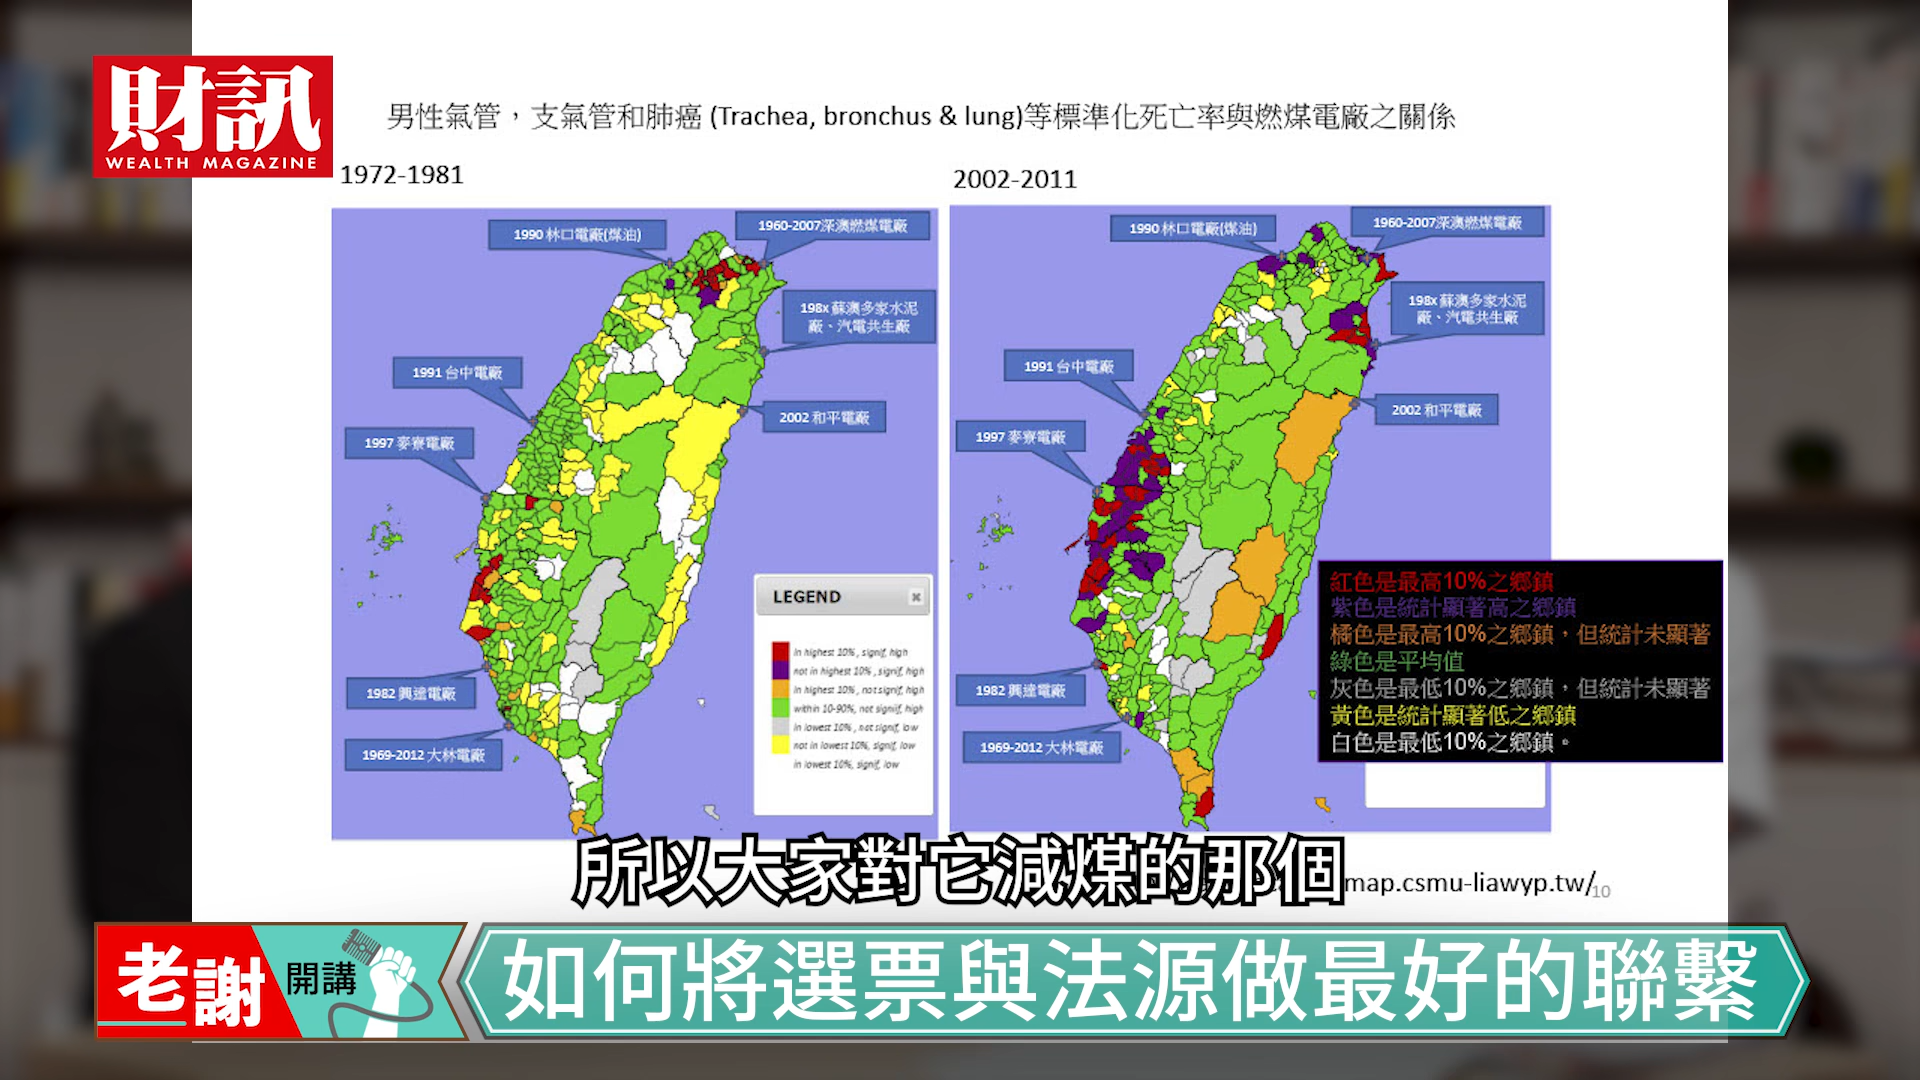 財訊
WEALTH MAGAZINE
男性氣管，支氣管和肺癌 (Trachea, bronchus & lung)等標準化死亡率與燃煤電廠之關係
1972-1981
2002-2011
1990 林口電廠(煤油)
1960-2007深澳燃煤電廠
198x 蘇澳多家水泥
廠、汽電共生廠
1991 台中電廠
2002 和平電廠
1997 麥寮電廠
1982 興達電廠
1969-2012 大林電廠
LEGEND
in highest 10% , signif, high
not in highest 10% , signif, high
in highest 10% , not signif, high
within 10-90%, not signif, high
in lowest 10% , not signif, low
not in lowest 10%, signif, low
in lowest 10%, signif, low
1990 林口電廠(煤油)
1960-2007深澳燃煤電廠
198x 蘇澳多家水泥
廠、汽電共生廠
1991 台中電廠
2002 和平電廠
1997 麥寮電廠
1982 興達電廠
1969-2012 大林電廠
紅色是最高10%之鄉鎮
紫色是統計顯著高之鄉鎮
橘色是最高10%之鄉鎮，但統計未顯著
綠色是平均值
灰色是最低10%之鄉鎮，但統計未顯著
黃色是統計顯著低之鄉鎮
白色是最低10%之鄉鎮。
所以大家對它減煤的那個
map.csmu-liawyp.tw/
10
老謝
開講
如何將選票與法源做最好的聯繫